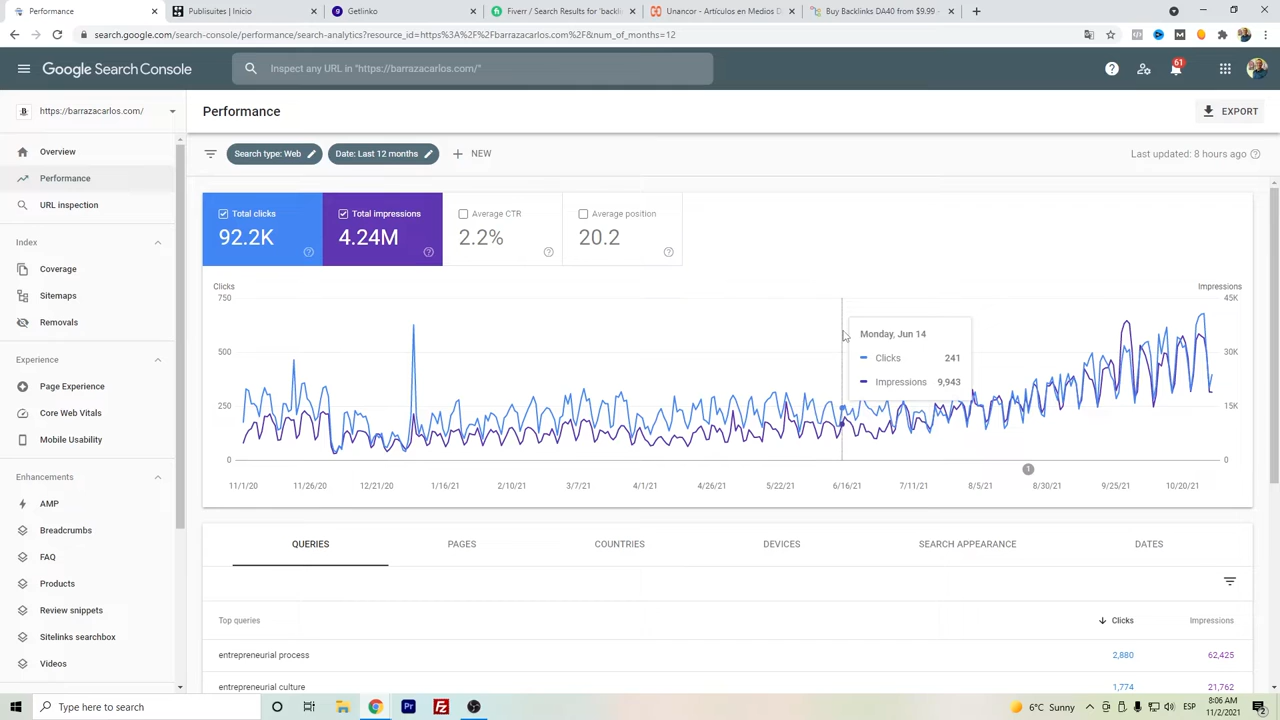 Performance
Publisuites | Inicio
Getlinko
Fiverr / Search Results for 'backli
Unancor - Artículos en Medios D
Buy Backlinks DA40 from $9.99 -
search.google.com/search-console/performance/search-analytics?resource_id=https%3A%2F%2Fbarrazacarlos.com%2F&num_of_months=12
Google Search Console
Inspect any URL in "https://barrazacarlos.com/"
61
https://barrazacarlos.com/
Performance
EXPORT
Overview
Performance
URL inspection
Index
Coverage
Sitemaps
Removals
Experience
Page Experience
Core Web Vitals
Mobile Usability
Enhancements
AMP
Breadcrumbs
FAQ
Products
Review snippets
Sitelinks searchbox
Videos
Search type: Web
Date: Last 12 months
NEW
Last updated: 8 hours ago
Total clicks
92.2K
Total impressions
4.24M
Average CTR
2.2%
Average position
20.2
Clicks
Impressions
750
500
250
0
45K
30K
15K
0
Monday, Jun 14
Clicks 241
Impressions 9,943
1
11/1/20 11/26/20 12/21/20 1/16/21 2/10/21 3/7/21 4/1/21 4/26/21 5/22/21 6/16/21 7/11/21 8/5/21 8/30/21 9/25/21 10/20/21
QUERIES PAGES COUNTRIES DEVICES SEARCH APPEARANCE DATES
Top queries Clicks Impressions
entrepreneurial process 2,880 62,425
entrepreneurial culture 1,774 21,762
Type here to search
Pr
Fz
6°C Sunny
ESP
8:06 AM
11/2/2021
2